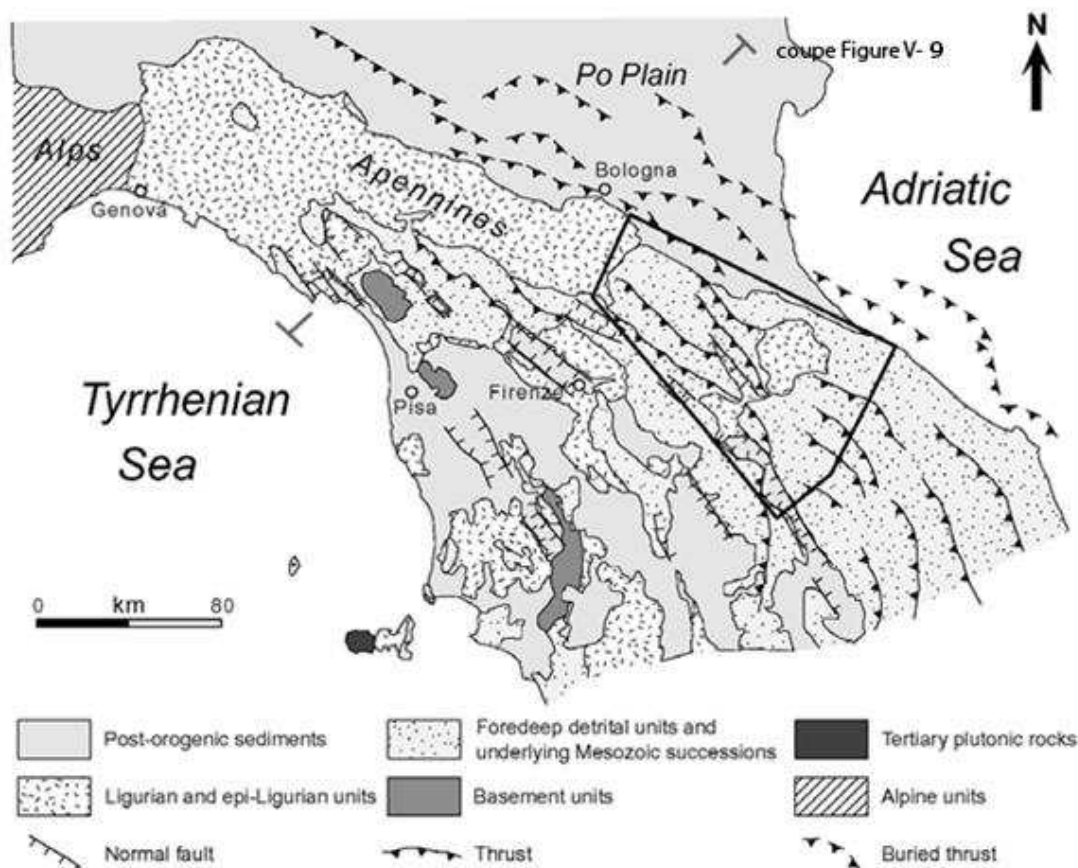 N
coupe Figure V- 9
Po Plain
Alps
Apennines
Bologna
Genova
Adriatic
Sea
Firenze
Pisa
Tyrrhenian
Sea
0 km 80
Post-orogenic sediments
Foredeep detrital units and
underlying Mesozoic successions
Tertiary plutonic rocks
Ligurian and epi-Ligurian units
Basement units
Alpine units
Normal fault
Thrust
Buried thrust